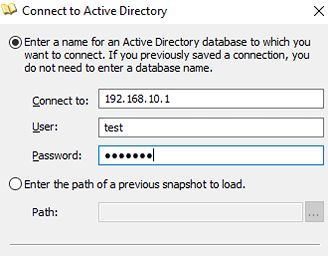 Connect to Active Directory
Enter a name for an Active Directory database to which you
want to connect. If you previously saved a connection, you
do not need to enter a database name.
Connect to: 192.168.10.1
User: test
Password: ●●●●●●●
Enter the path of a previous snapshot to load.
Path: ...